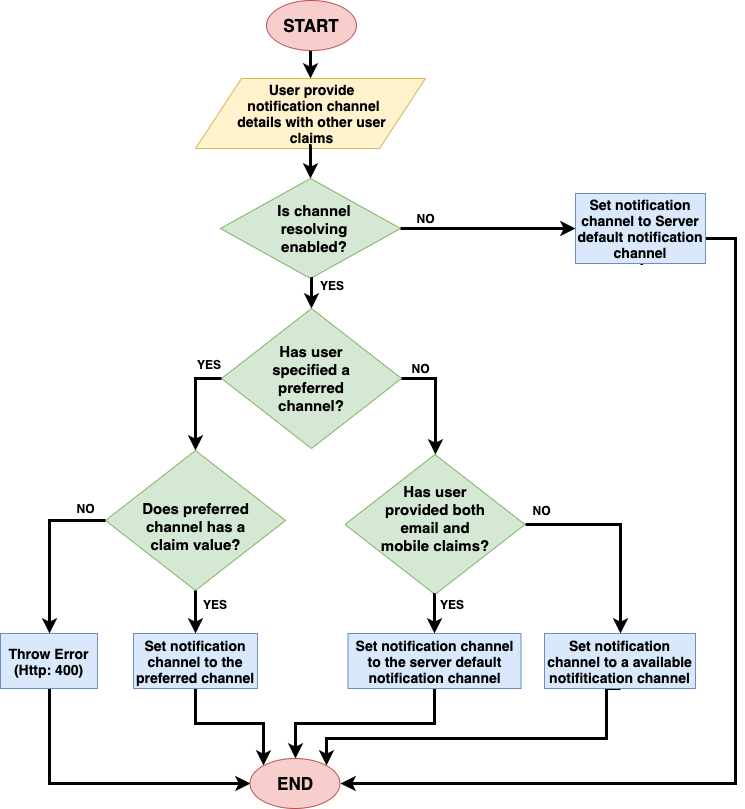 START
User provide
notification channel
details with other user
claims
Is channel
resolving
enabled?
NO
Set notification
channel to Server
default notification
channel
YES
Has user
specified a
preferred
channel?
YES
NO
Does preferred
channel has a
claim value?
NO
YES
Has user
provided both
email and
mobile claims?
NO
YES
Throw Error
(Http: 400)
Set notification
channel to the
preferred channel
Set notification channel
to the server default
notification channel
Set notification
channel to a available
notifitication channel
END